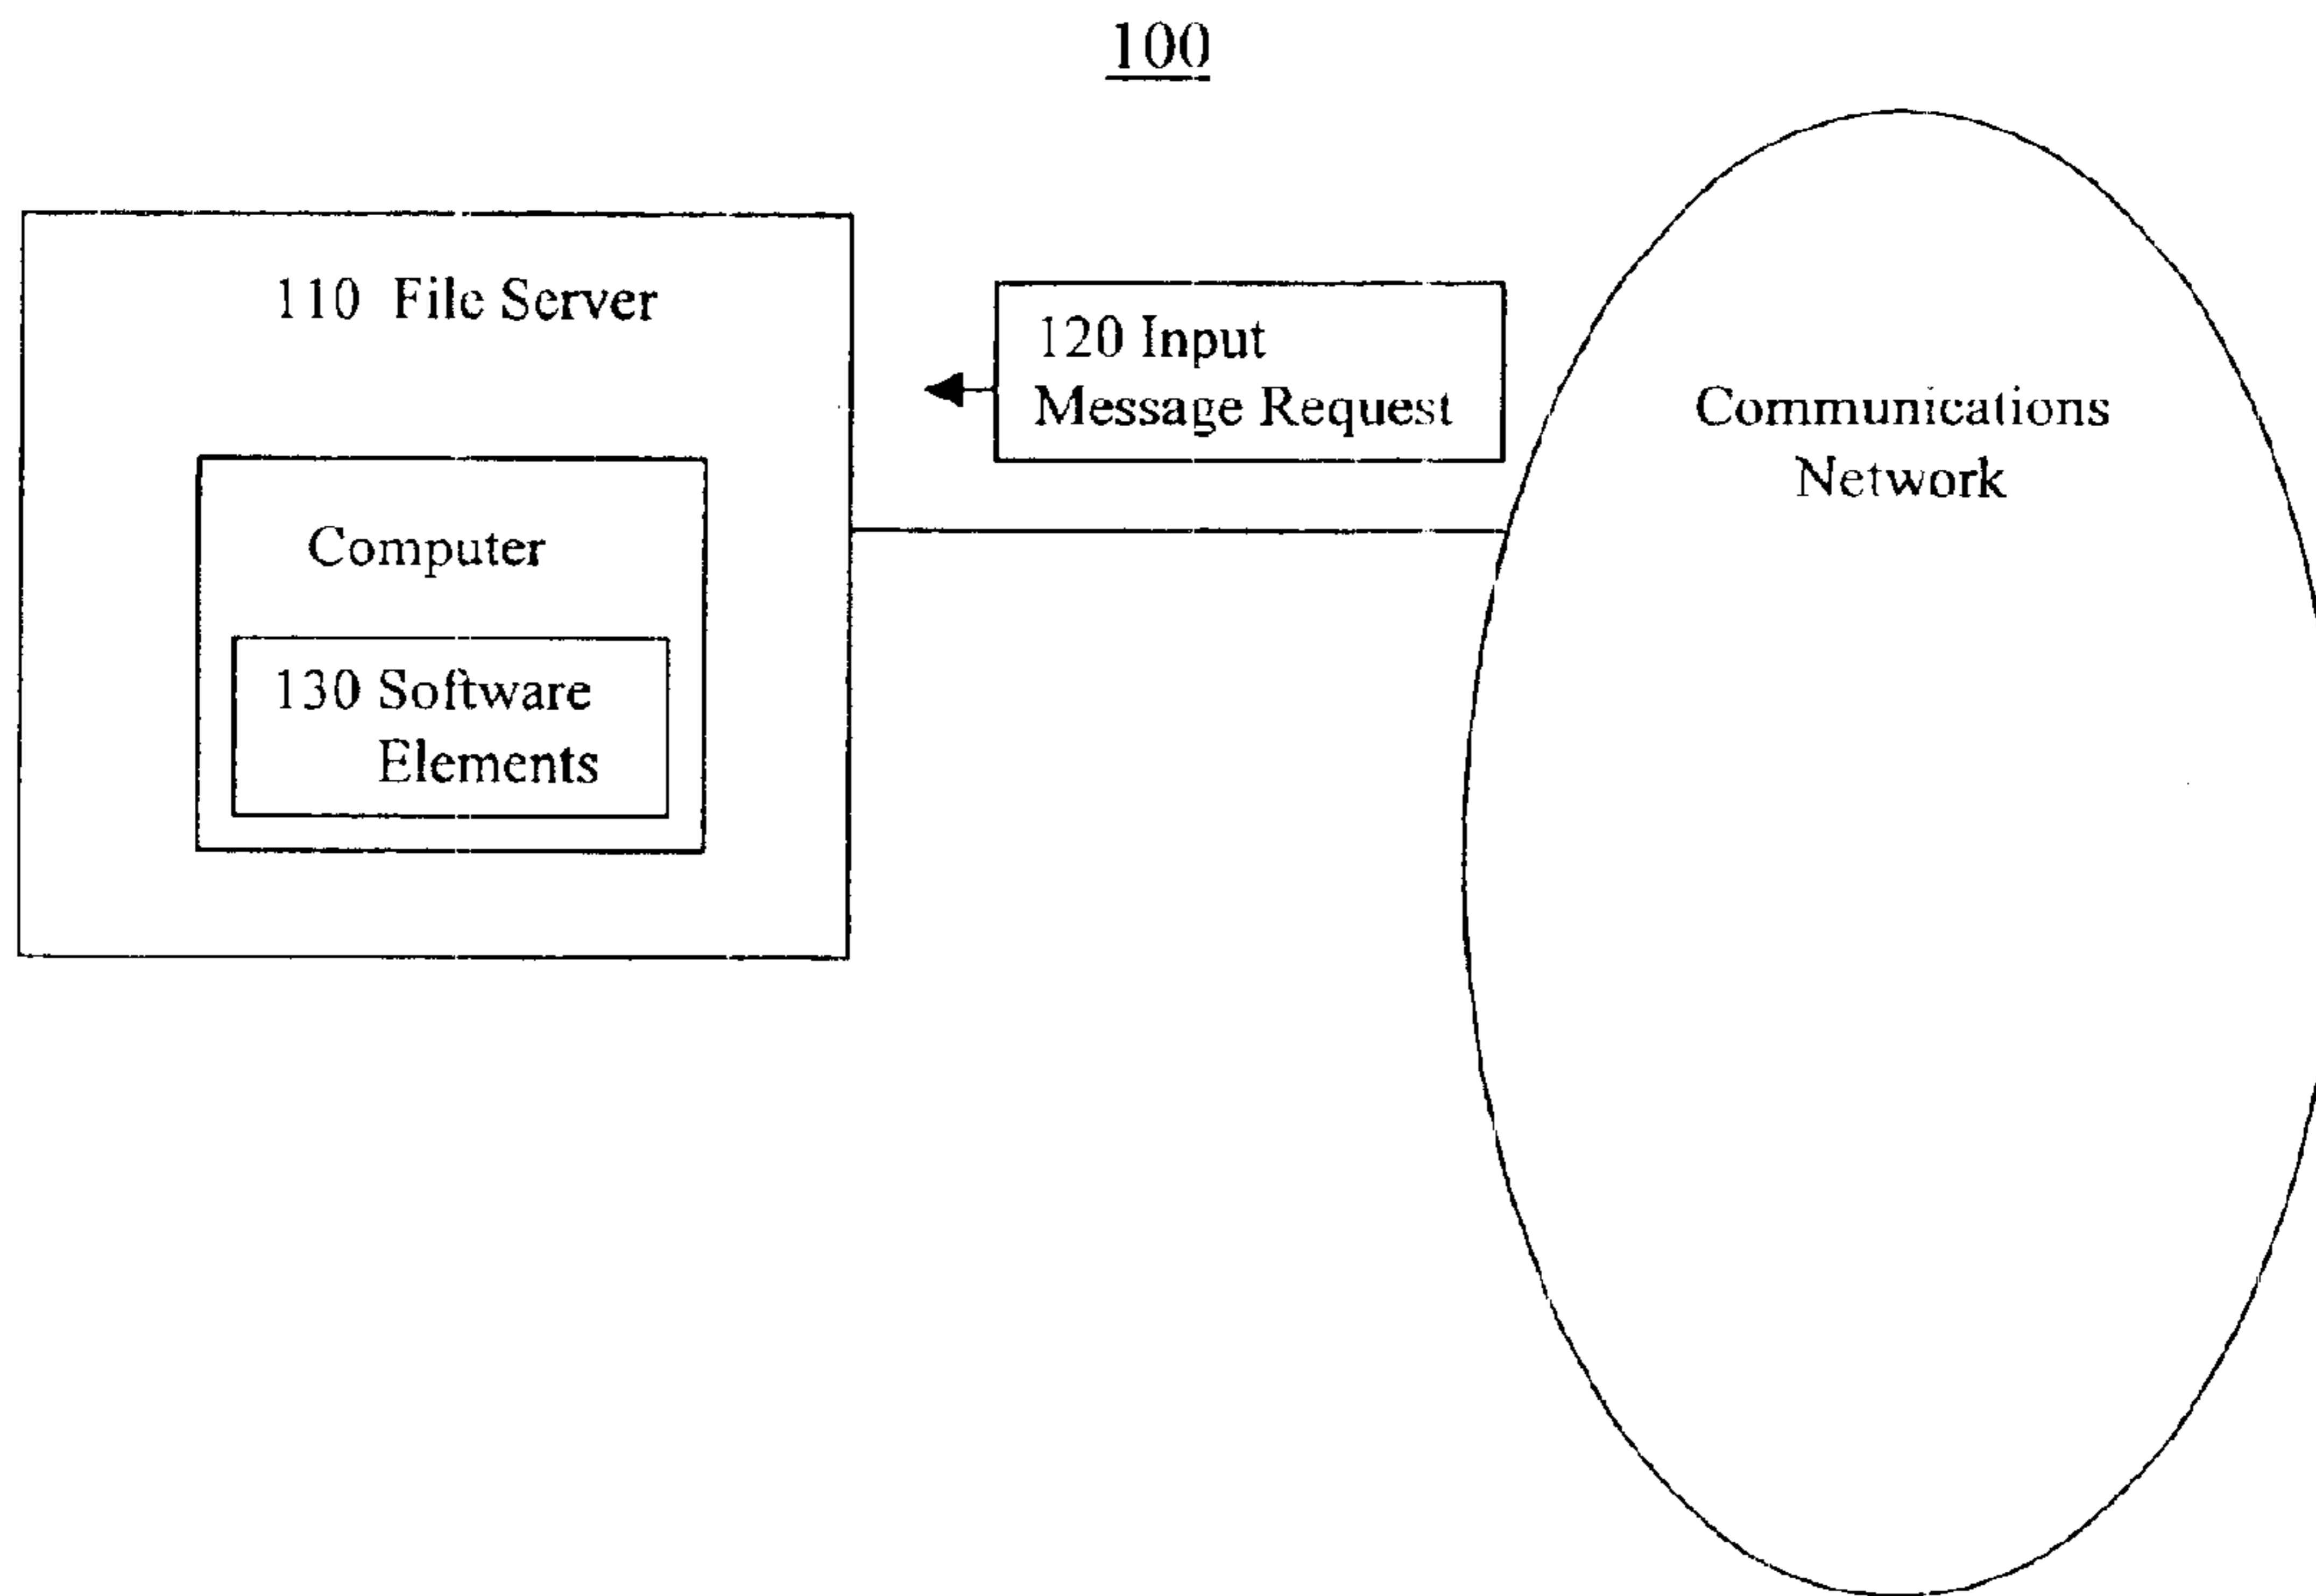 100
110 File Server
120 Input
Message Request
Communications
Network
Computer
130 Software
Elements